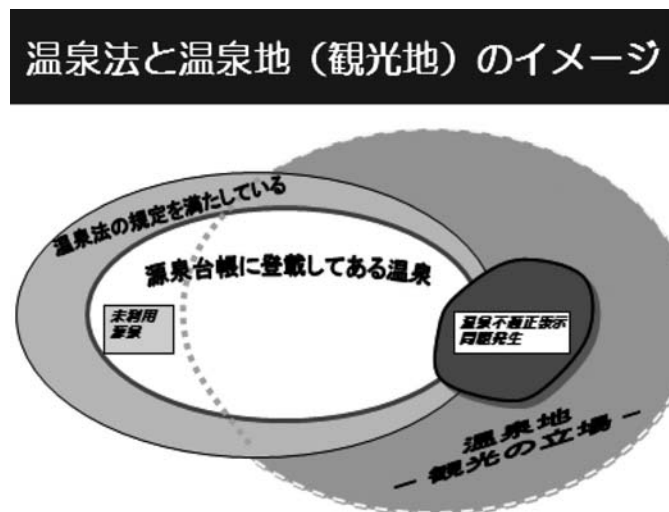 温泉法と温泉地（観光地）のイメージ
温泉法の規定を満たしている
源泉台帳に登載してある温泉
未利用
源泉
温泉不適正表示
問題発生
温泉地
－観光の立場－